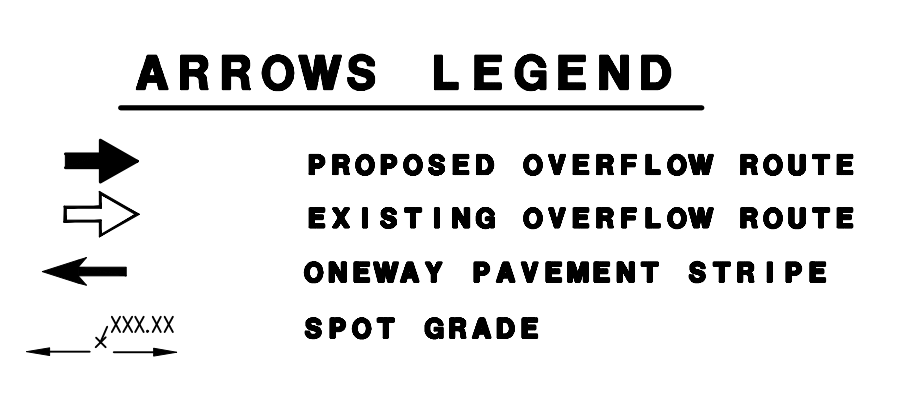 ARROWS LEGEND
PROPOSED OVERFLOW ROUTE
EXISTING OVERFLOW ROUTE
ONEWAY PAVEMENT STRIPE
XXX.XX SPOT GRADE